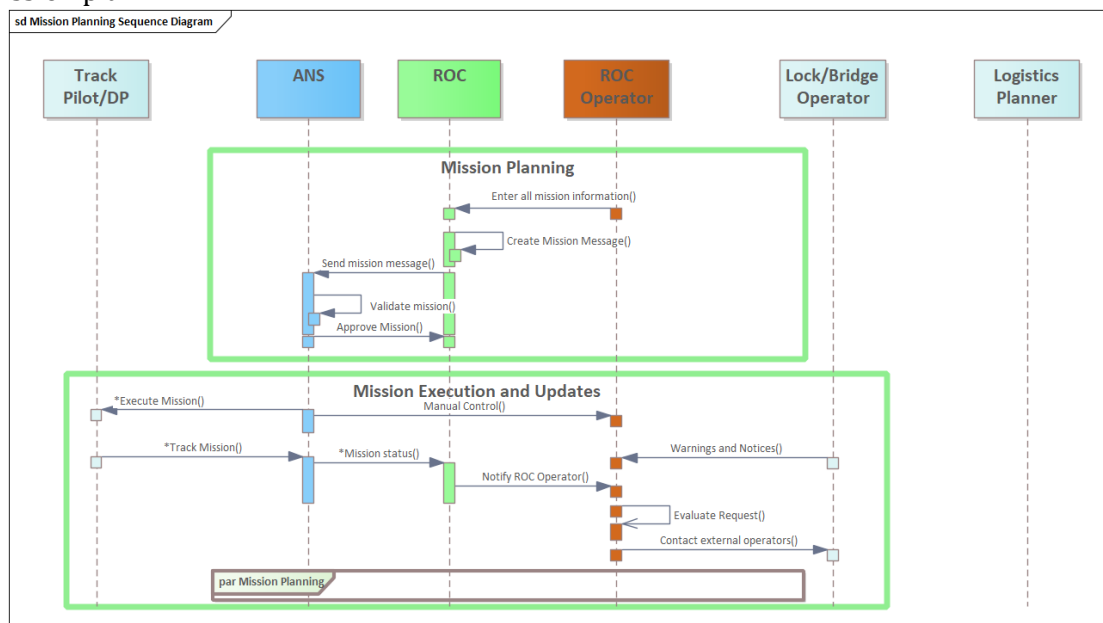 sd Mission Planning Sequence Diagram
Track
Pilot/DP
ANS
ROC
ROC
Operator
Lock/Bridge
Operator
Logistics
Planner
Mission Planning
Enter all mission information()
Create Mission Message()
Send mission message()
Validate mission()
Approve Mission()
Mission Execution and Updates
*Execute Mission()
Manual Control()
*Track Mission()
*Mission status()
Warnings and Notices()
Notify ROC Operator()
Evaluate Request()
Contact external operators()
par Mission Planning